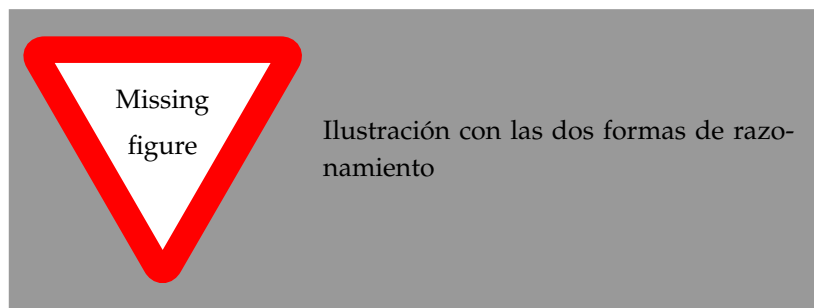 Missing
figure
Ilustración con las dos formas de razo-
namiento